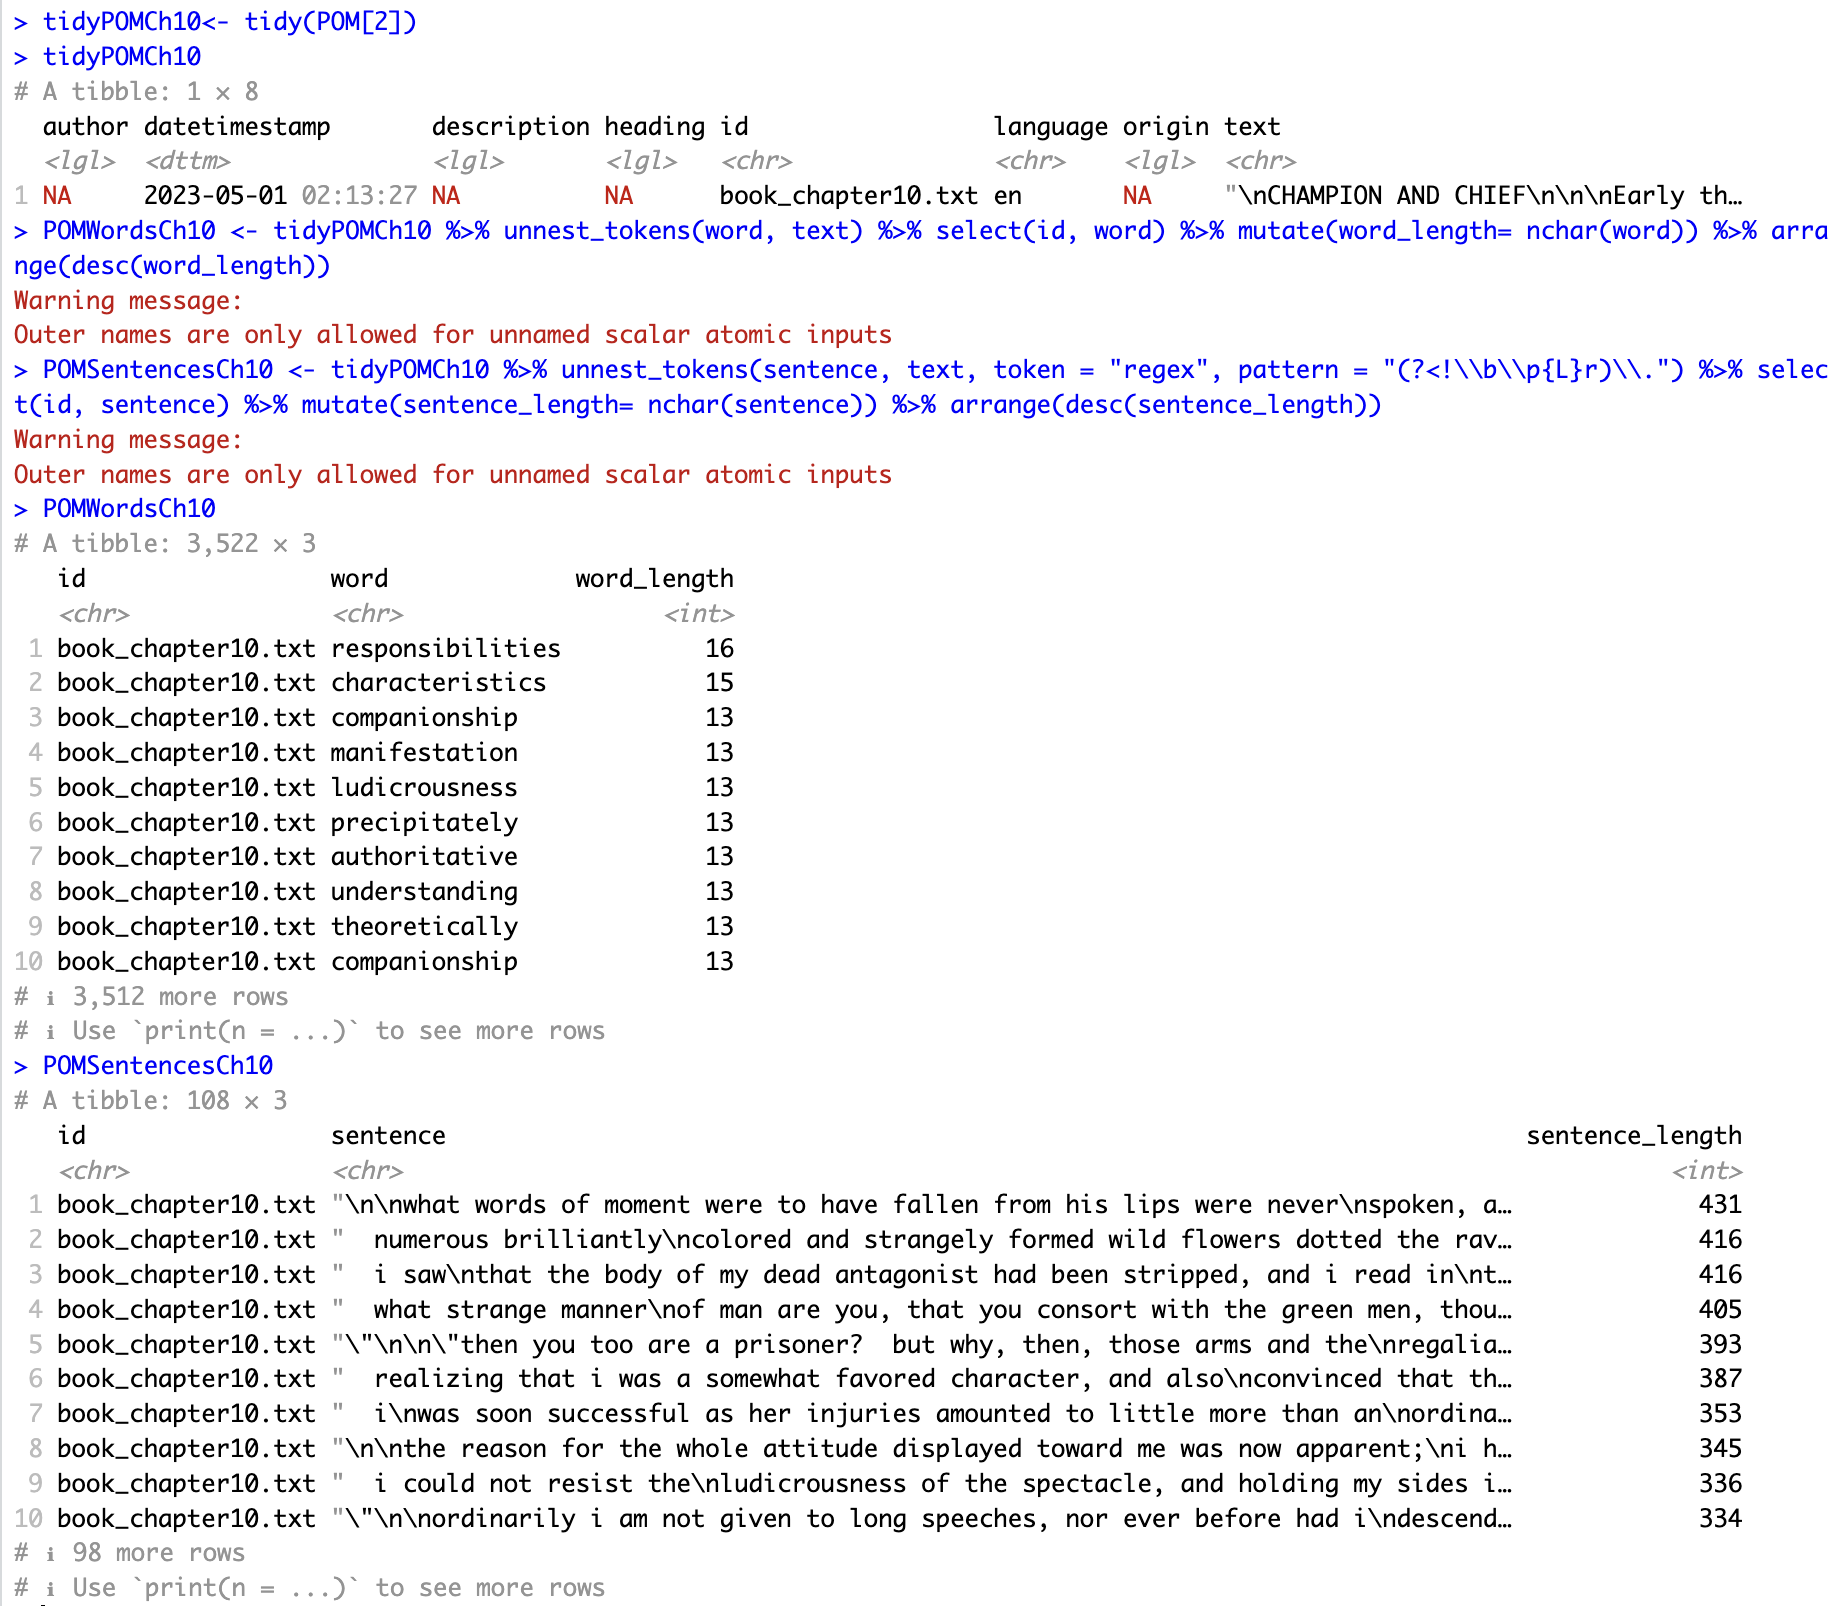 > tidyPOMCh10<- tidy(POM[2])
> tidyPOMCh10
# A tibble: 1 × 8
  author datetimestamp       description heading id                 language origin text
  <lgl>  <dttm>              <lgl>       <lgl>   <chr>              <chr>    <lgl>  <chr>
1 NA     2023-05-01 02:13:27 NA          NA      book_chapter10.txt en       NA     "\nCHAMPION AND CHIEF\n\n\nEarly th…
> POMWordsCh10 <- tidyPOMCh10 %>% unnest_tokens(word, text) %>% select(id, word) %>% mutate(word_length= nchar(word)) %>% arra
nge(desc(word_length))
Warning message:
Outer names are only allowed for unnamed scalar atomic inputs
> POMSentencesCh10 <- tidyPOMCh10 %>% unnest_tokens(sentence, text, token = "regex", pattern = "(?<!\\b\\p{L}r)\\.") %>% selec
t(id, sentence) %>% mutate(sentence_length= nchar(sentence)) %>% arrange(desc(sentence_length))
Warning message:
Outer names are only allowed for unnamed scalar atomic inputs
> POMWordsCh10
# A tibble: 3,522 × 3
   id                 word             word_length
   <chr>              <chr>                  <int>
 1 book_chapter10.txt responsibilities          16
 2 book_chapter10.txt characteristics           15
 3 book_chapter10.txt companionship             13
 4 book_chapter10.txt manifestation             13
 5 book_chapter10.txt ludicrousness             13
 6 book_chapter10.txt precipitately             13
 7 book_chapter10.txt authoritative             13
 8 book_chapter10.txt understanding             13
 9 book_chapter10.txt theoretically             13
10 book_chapter10.txt companionship             13
# ℹ 3,512 more rows
# ℹ Use `print(n = ...)` to see more rows
> POMSentencesCh10
# A tibble: 108 × 3
   id                 sentence                                                                           sentence_length
   <chr>              <chr>                                                                                        <int>
 1 book_chapter10.txt "\n\nwhat words of moment were to have fallen from his lips were never\nspoken, a…             431
 2 book_chapter10.txt "  numerous brilliantly\ncolored and strangely formed wild flowers dotted the rav…             416
 3 book_chapter10.txt "  i saw\nthat the body of my dead antagonist had been stripped, and i read in\nt…             416
 4 book_chapter10.txt "  what strange manner\nof man are you, that you consort with the green men, thou…             405
 5 book_chapter10.txt "\"\n\n\"then you too are a prisoner?  but why, then, those arms and the\nregalia…             393
 6 book_chapter10.txt "  realizing that i was a somewhat favored character, and also\nconvinced that th…             387
 7 book_chapter10.txt "  i\nwas soon successful as her injuries amounted to little more than an\nordina…             353
 8 book_chapter10.txt "\n\nthe reason for the whole attitude displayed toward me was now apparent;\ni h…             345
 9 book_chapter10.txt "  i could not resist the\nludicrousness of the spectacle, and holding my sides i…             336
10 book_chapter10.txt "\"\n\nordinarily i am not given to long speeches, nor ever before had i\ndescend…             334
# ℹ 98 more rows
# ℹ Use `print(n = ...)` to see more rows